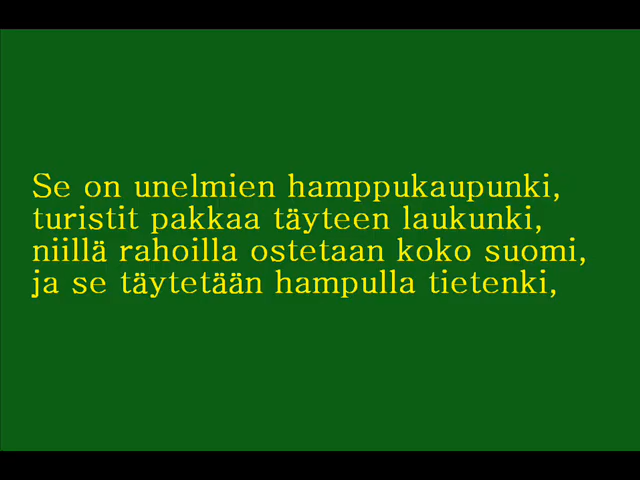 Se on unelmien hamppukaupunki,
turistit pakkaa täyteen laukunki,
niillä rahoilla ostetaan koko suomi,
ja se täytetään hampulla tietenki,